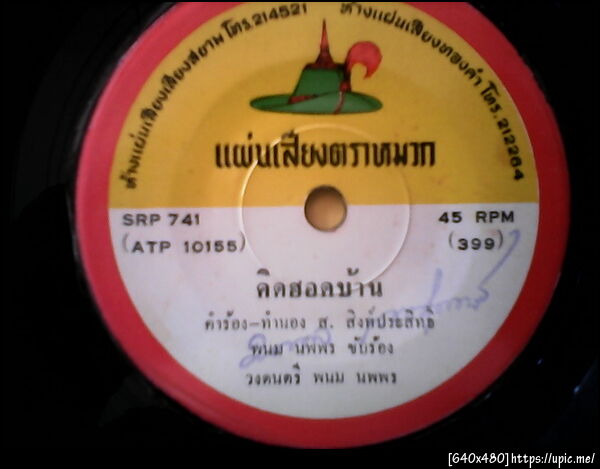 ห้างแผ่นเสียงเสียงสยาม โทร.214521
ห้างแผ่นเสียงทองคำ โทร.212284
แผ่นเสียงตราหมวก
SRP 741
45 RPM
(ATP 10155)
(399)
คิดฮอดบ้าน
คำร้อง-ทำนอง ส. สิงห์ประสิทธิ์
พนม นพพร ขับร้อง
วงดนตรี พนม นพพร
[640x480]https://upic.me/